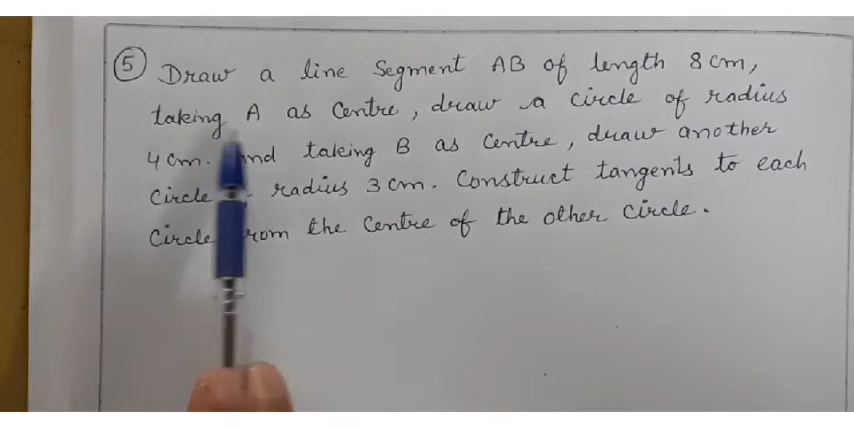 5 Draw a line segment AB of length 8 cm,
taking A as Centre, draw a circle of radius
4 cm. And taking B as Centre, draw another
circle radius 3 cm. Construct tangents to each
circle from the Centre of the other circle.